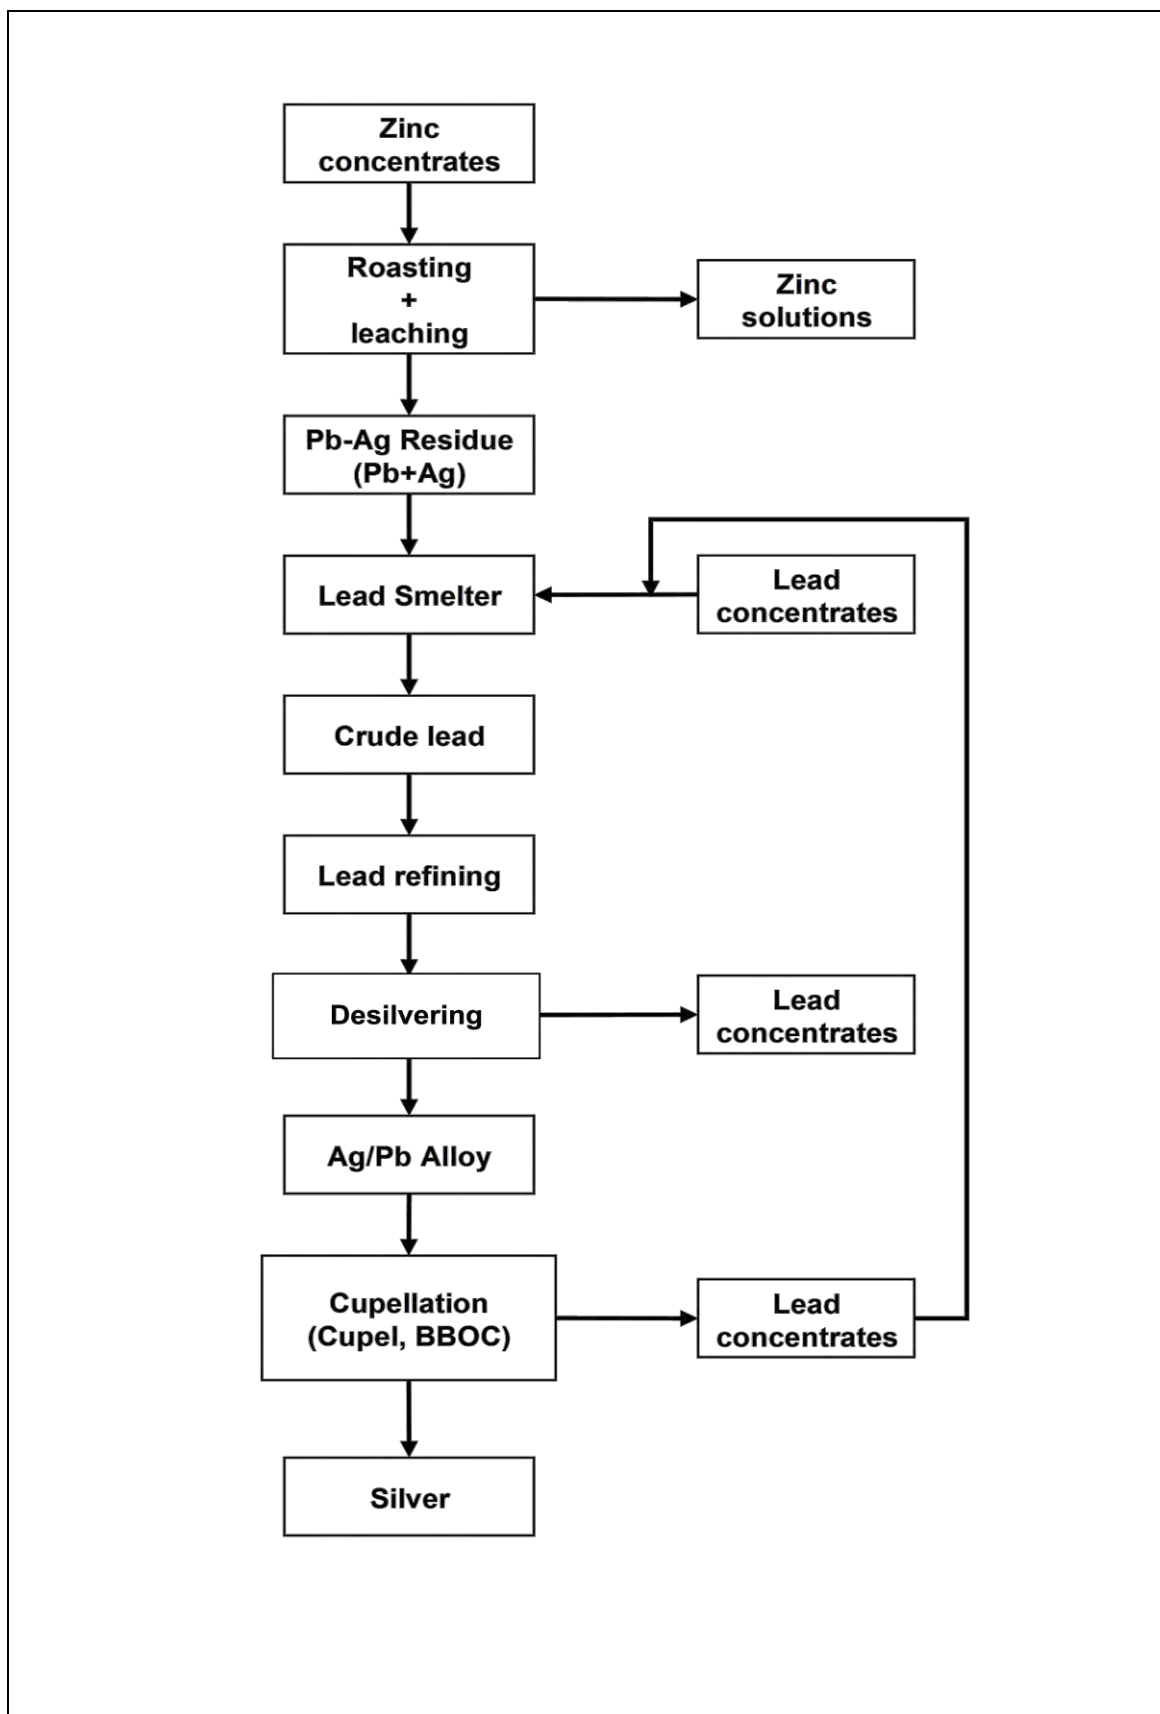 Zinc
concentrates
Roasting
+
leaching
Zinc
solutions
Pb-Ag Residue
(Pb+Ag)
Lead Smelter
Lead
concentrates
Crude lead
Lead refining
Desilvering
Lead
concentrates
Ag/Pb Alloy
Cupellation
(Cupel, BBOC)
Lead
concentrates
Silver